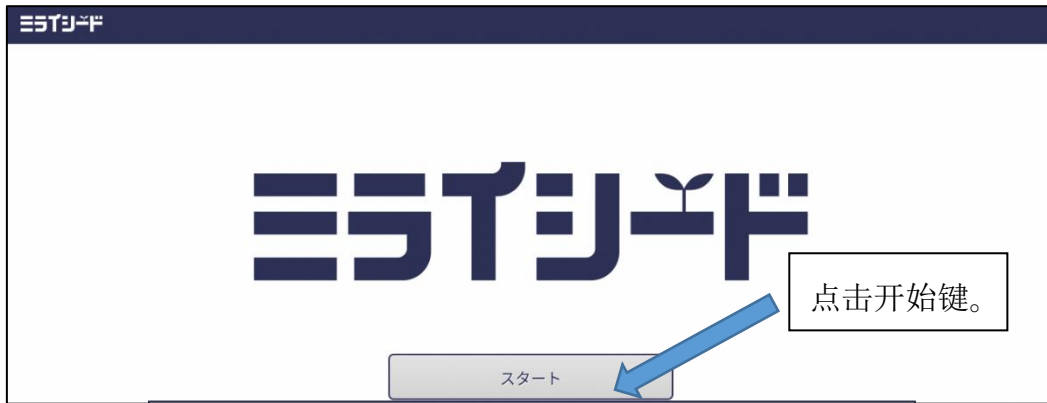 ミライシード
ミライシード
点击开始键。
スタート